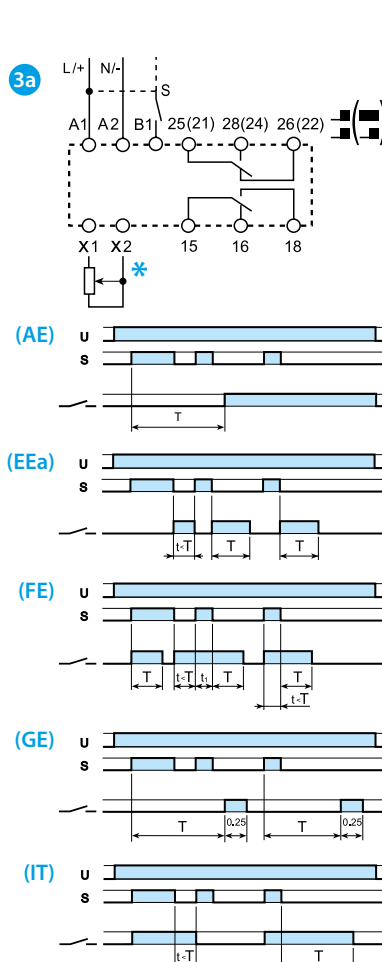 3a
L/+ N/-
S
A1 A2 B1 25(21) 28(24) 26(22)
X1 X2 15 16 18
*
(AE)
U
S
T
(EEa)
U
S
t<T T T
(FE)
U
S
T t<T t₁ T T
t<T
(GE)
U
S
T 0.25 T 0.25
(IT)
U
S
t<T T